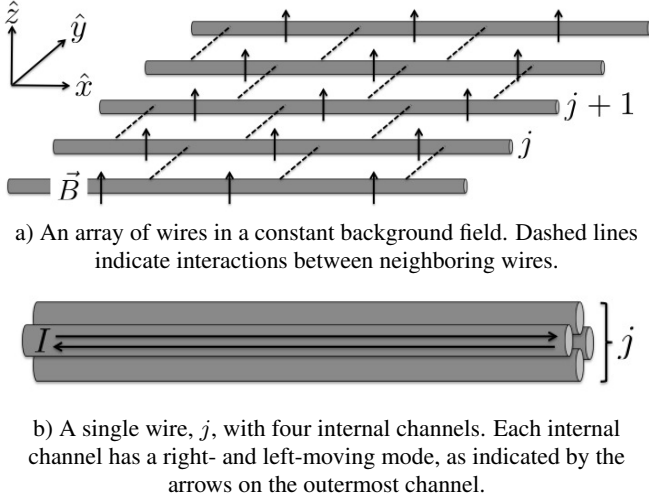 ẑ
ŷ
x̂
j + 1
j
B⃗
a) An array of wires in a constant background field. Dashed lines
indicate interactions between neighboring wires.
I
j
b) A single wire, j, with four internal channels. Each internal
channel has a right- and left-moving mode, as indicated by the
arrows on the outermost channel.